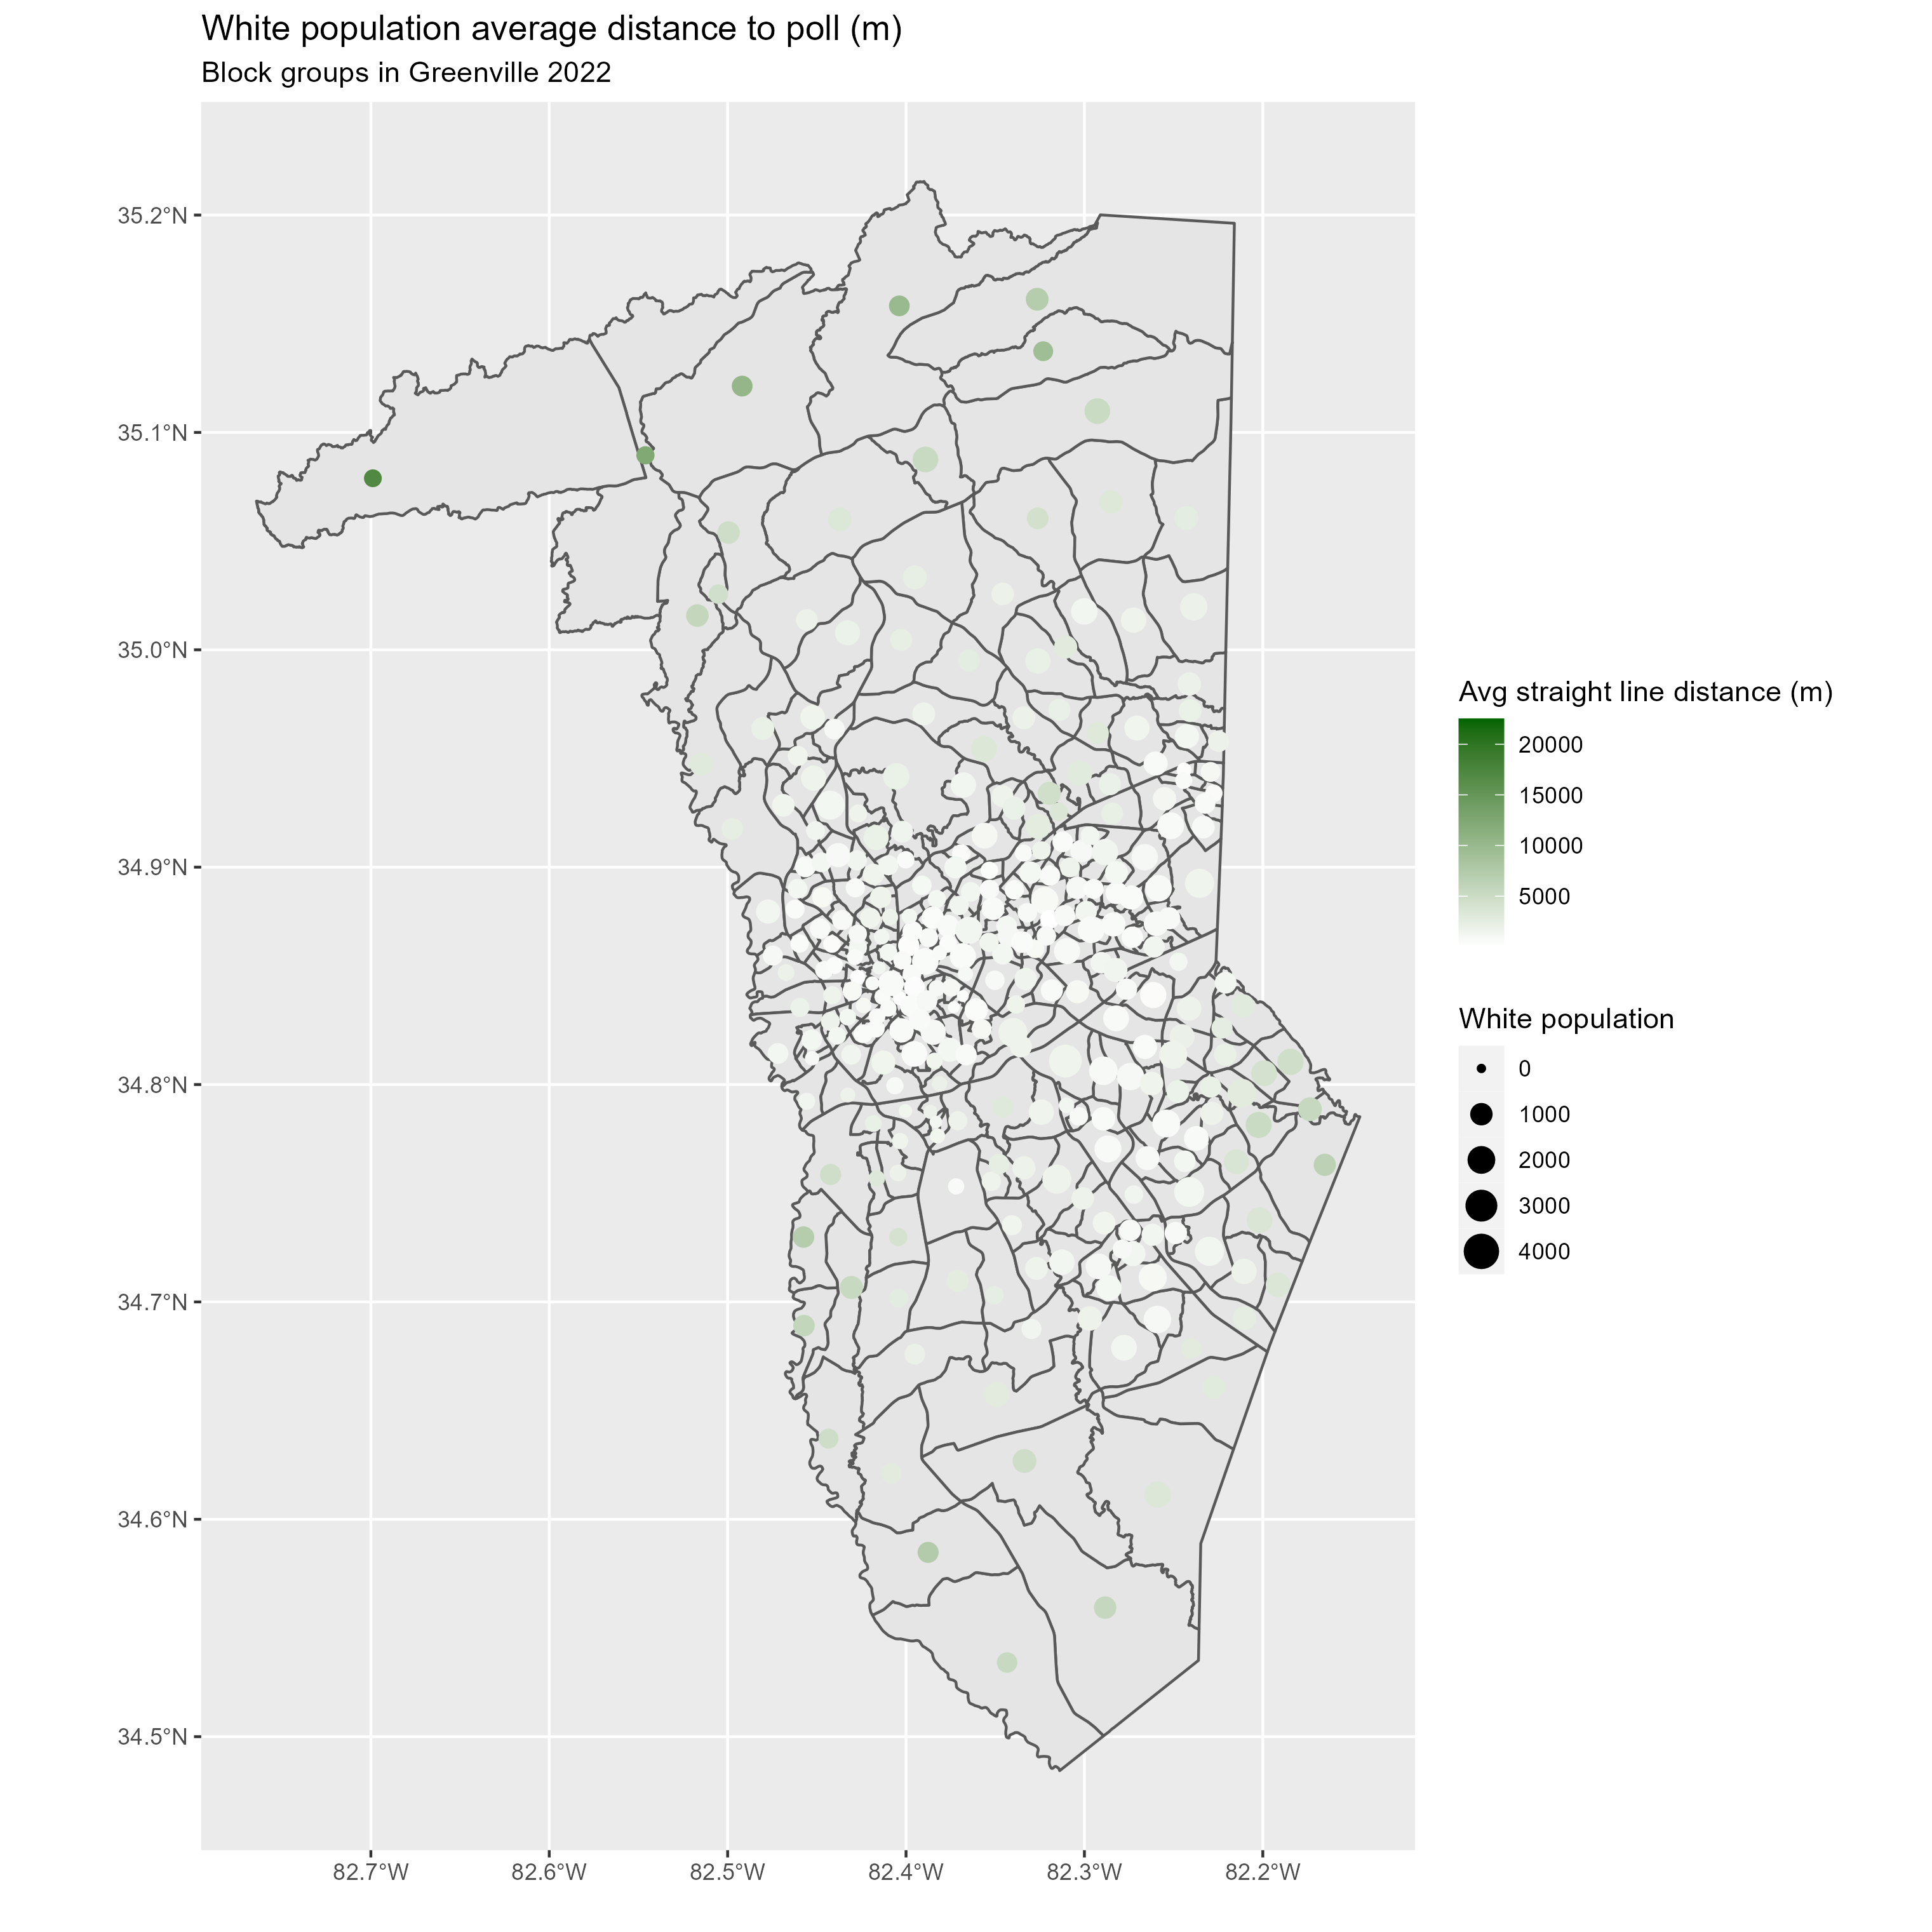 White population average distance to poll (m)
Block groups in Greenville 2022
35.2°N
35.1°N
35.0°N
34.9°N
34.8°N
34.7°N
34.6°N
34.5°N
82.7°W
82.6°W
82.5°W
82.4°W
82.3°W
82.2°W
Avg straight line distance (m)
20000
15000
10000
5000
White population
0
1000
2000
3000
4000